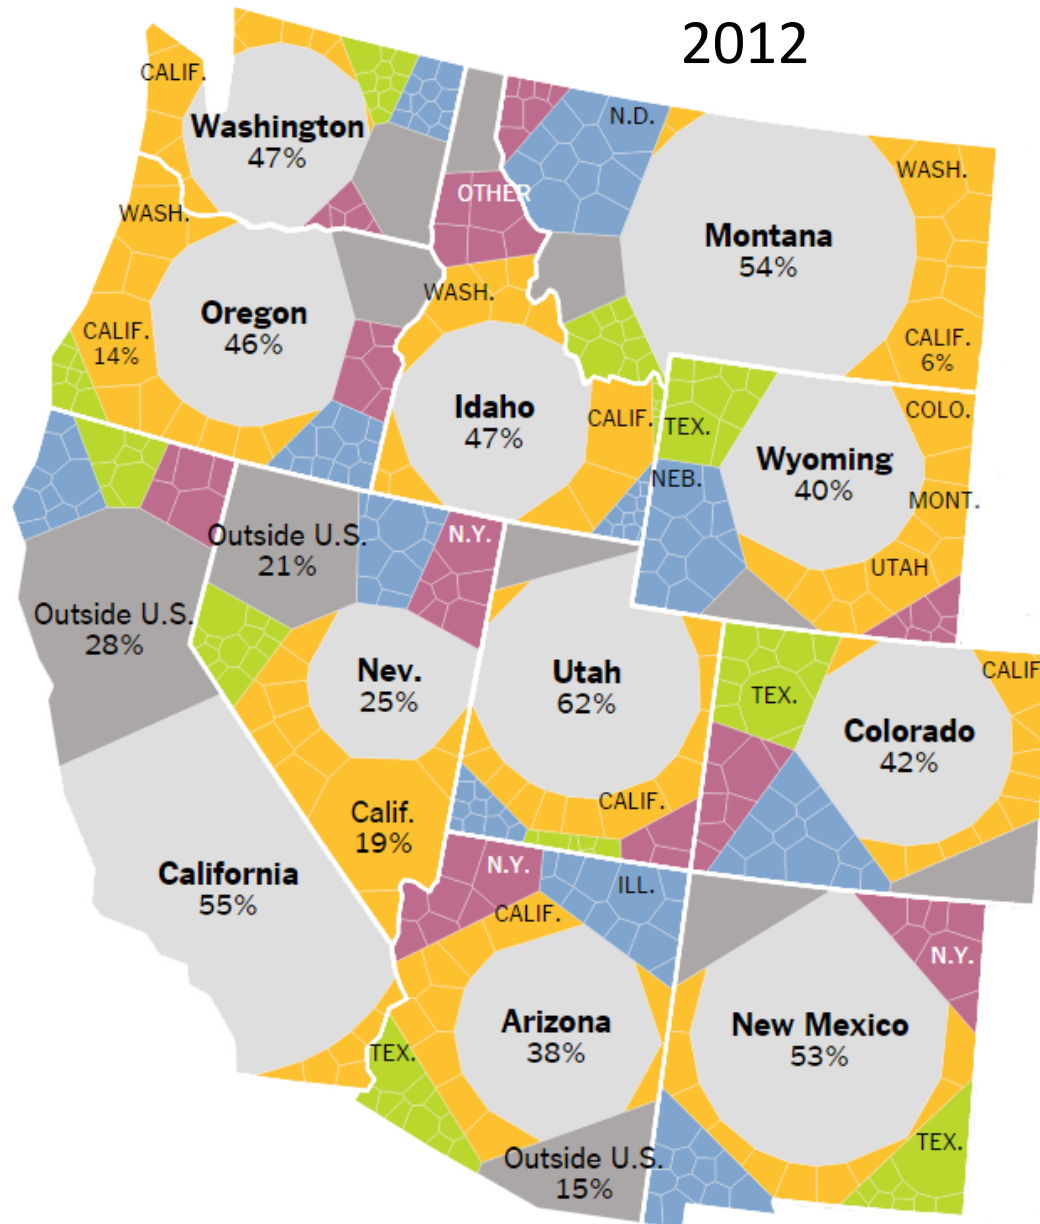 2012
CALIF.
Washington
47%
N.D.
WASH.
OTHER
WASH.
Montana
54%
WASH.
Oregon
46%
CALIF.
14%
CALIF.
6%
Idaho
47%
CALIF.
TEX.
COLO.
Wyoming
40%
NEB.
MONT.
UTAH
Outside U.S.
21%
N.Y.
Outside U.S.
28%
Nev.
25%
Utah
62%
CALIF
TEX.
Colorado
42%
CALIF.
Calif.
19%
California
55%
N.Y.
ILL.
CALIF.
N.Y.
Arizona
38%
New Mexico
53%
TEX.
TEX.
Outside U.S.
15%